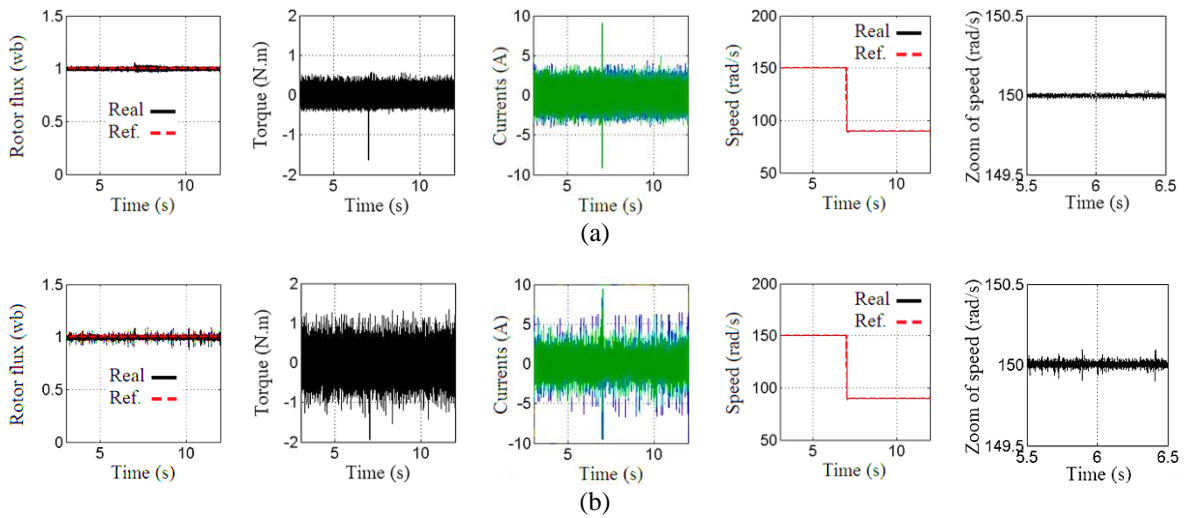 Rotor flux (wb)
1.5
1
0.5
0
Real
Ref.
5
10
Time (s)
Torque (N.m)
2
1
0
-1
-2
5
10
Time (s)
Currents (A)
10
5
0
-5
-10
5
10
Time (s)
Speed (rad/s)
200
150
100
50
Real
Ref.
5
10
Time (s)
Zoom of speed (rad/s)
150.5
150
149.5
5.5
6
6.5
Time (s)
(a)
Rotor flux (wb)
1.5
1
0.5
0
Real
Ref.
5
10
Time (s)
Torque (N.m)
2
1
0
-1
-2
5
10
Time (s)
Currents (A)
10
5
0
-5
-10
5
10
Time (s)
Speed (rad/s)
200
150
100
50
Real
Ref.
5
10
Time (s)
Zoom of speed (rad/s)
150.5
150
149.5
5.5
6
6.5
Time (s)
(b)